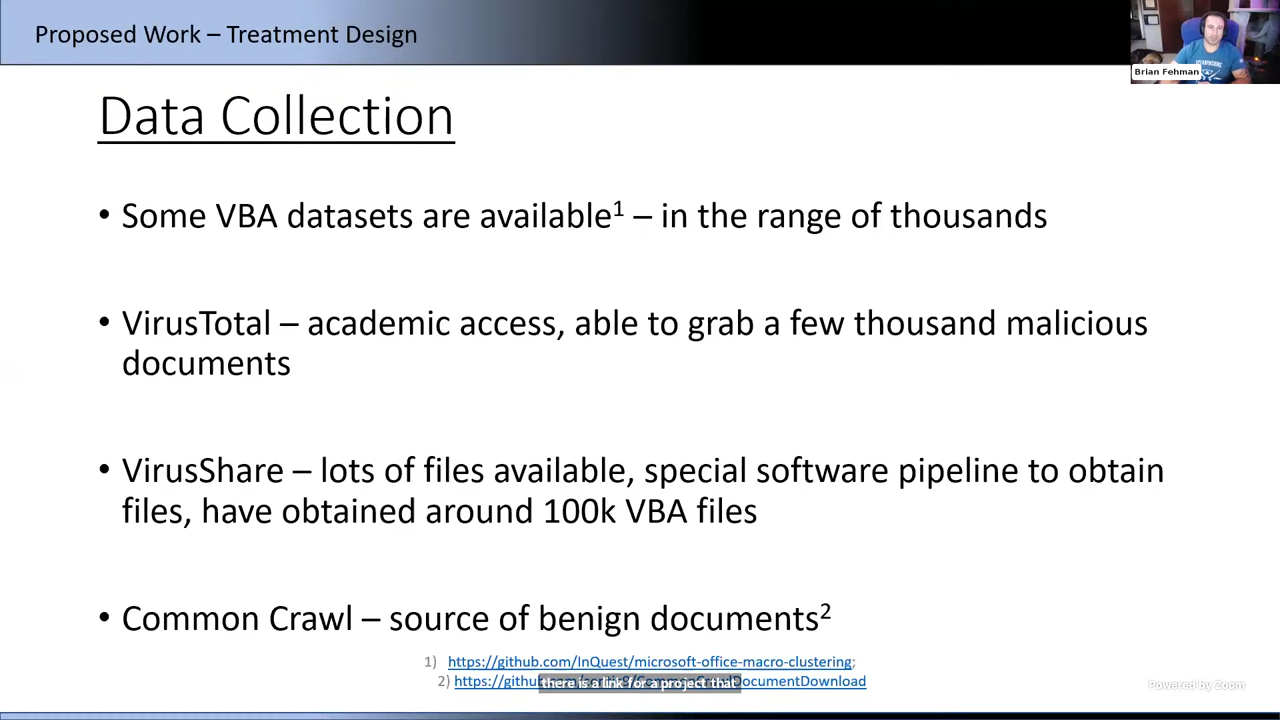 Proposed Work – Treatment Design
Brian Fehman
Data Collection
• Some VBA datasets are available1 – in the range of thousands
• VirusTotal – academic access, able to grab a few thousand malicious
documents
• VirusShare – lots of files available, special software pipeline to obtain
files, have obtained around 100k VBA files
• Common Crawl – source of benign documents2
1) https://github.com/InQuest/microsoft-office-macro-clustering;
2) https://github DocumentDownload
there is a link for a project that
Powered by Zoom